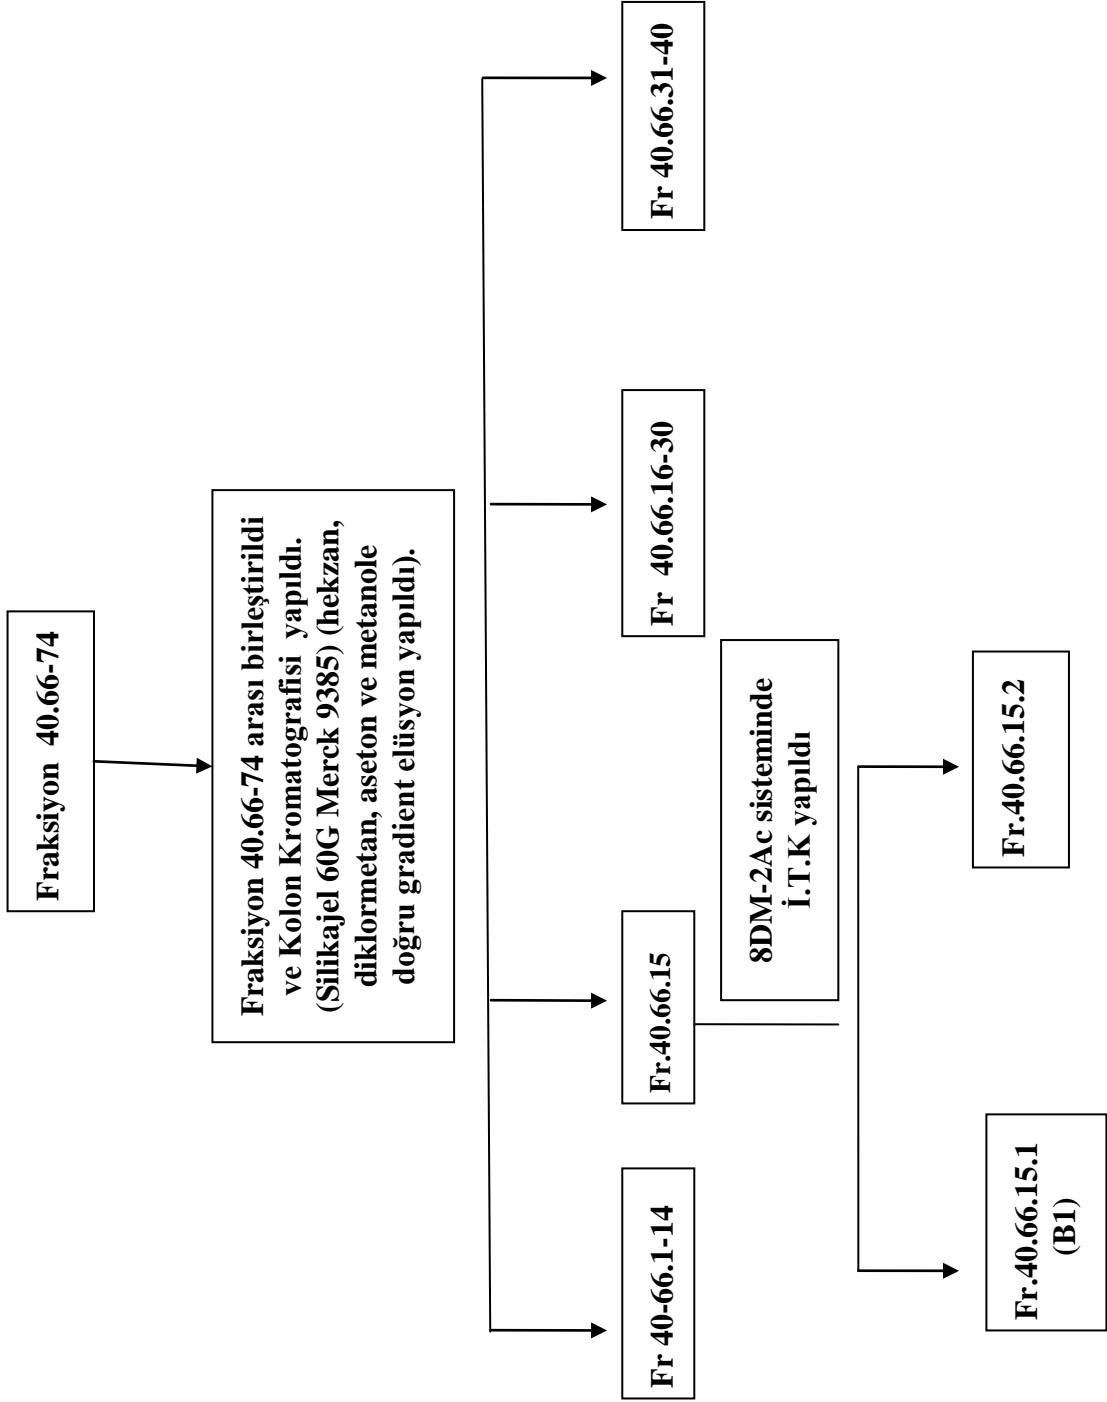 Fraksiyon 40.66-74
Fraksiyon 40.66-74 arası birleştirildi
ve Kolon Kromatografisi yapıldı.
(Silikajel 60G Merck 9385) (hekzan,
diklormetan, aseton ve metanole
doğru gradient elüsyon yapıldı).
Fr 40-66.1-14
Fr.40.66.15
Fr 40.66.16-30
Fr 40.66.31-40
8DM-2Ac sisteminde
İ.T.K yapıldı
Fr.40.66.15.1
(B1)
Fr.40.66.15.2